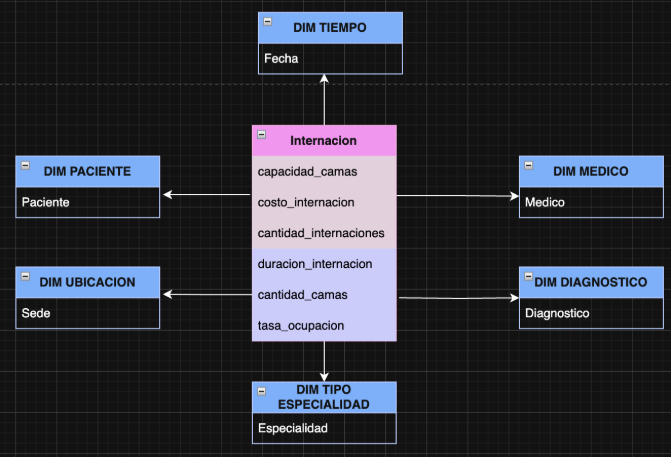 DIM TIEMPO
Fecha
Internacion
capacidad_camas
costo_internacion
cantidad_internaciones
duracion_internacion
cantidad_camas
tasa_ocupacion
DIM PACIENTE
Paciente
DIM MEDICO
Medico
DIM UBICACION
Sede
DIM DIAGNOSTICO
Diagnostico
DIM TIPO
ESPECIALIDAD
Especialidad